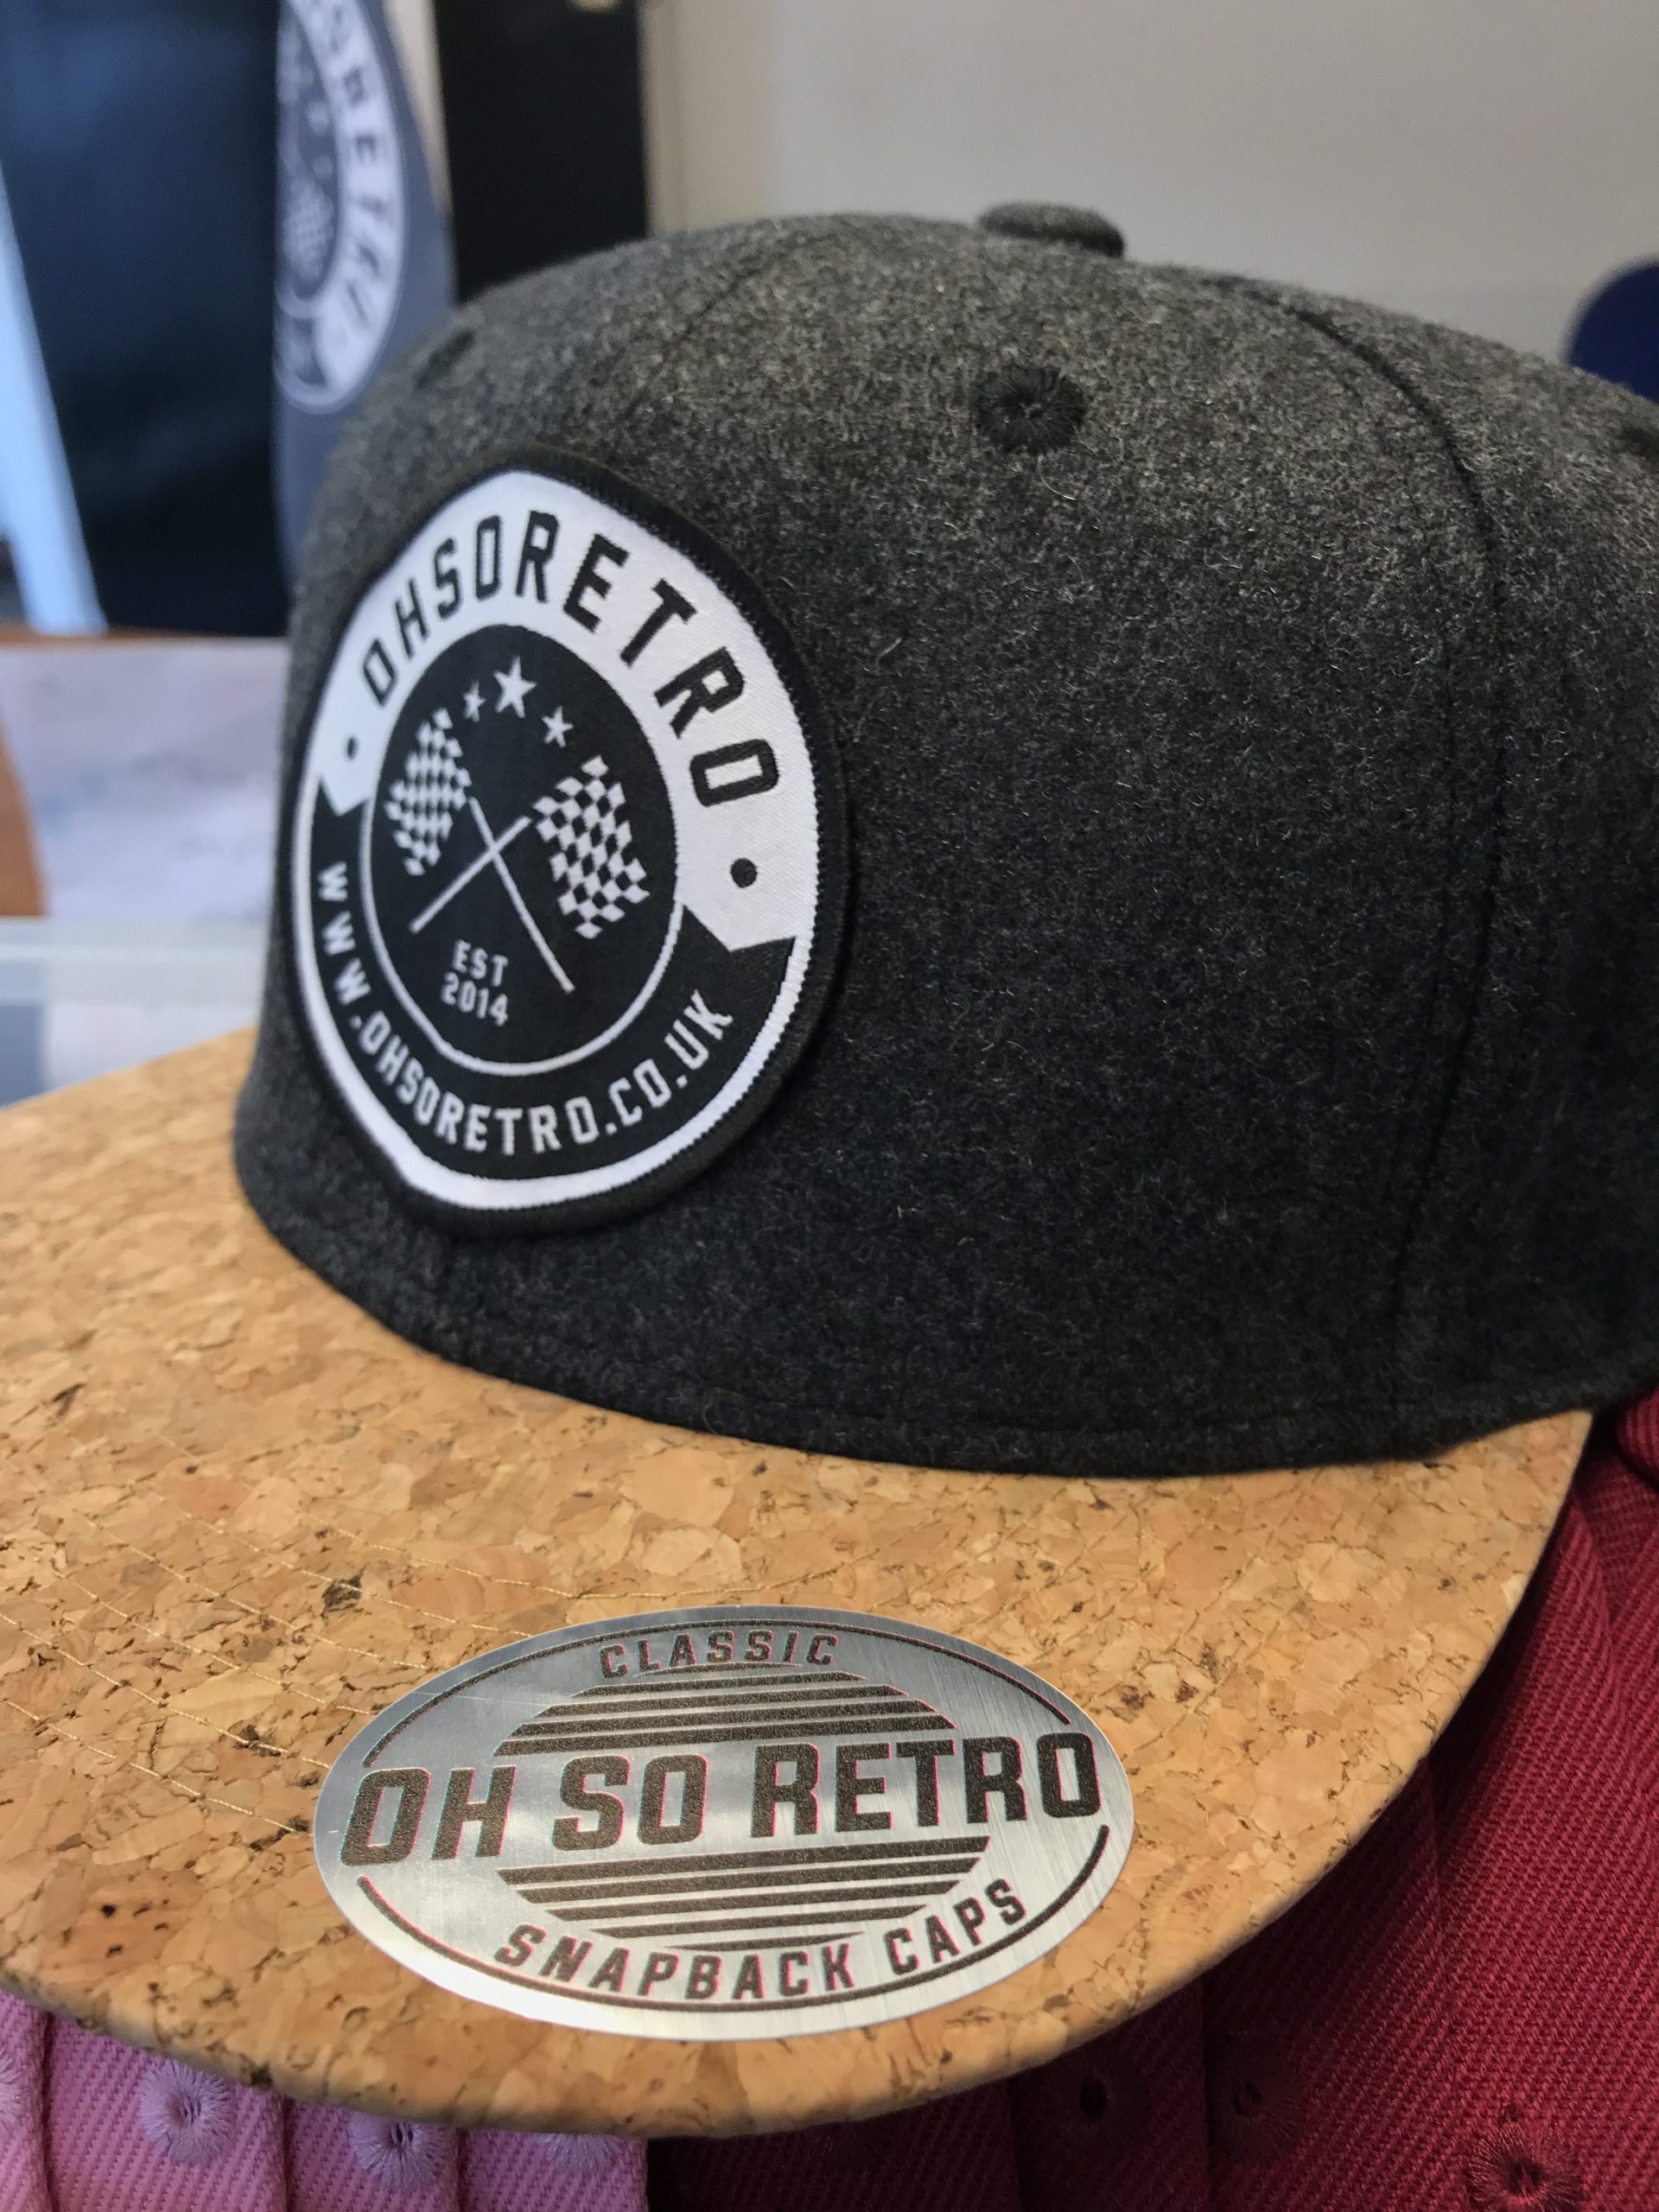 OHSORETRO
EST
2014
WWW.OHSORETRO.CO.UK
CLASSIC
OH SO RETRO
SNAPBACK CAPS